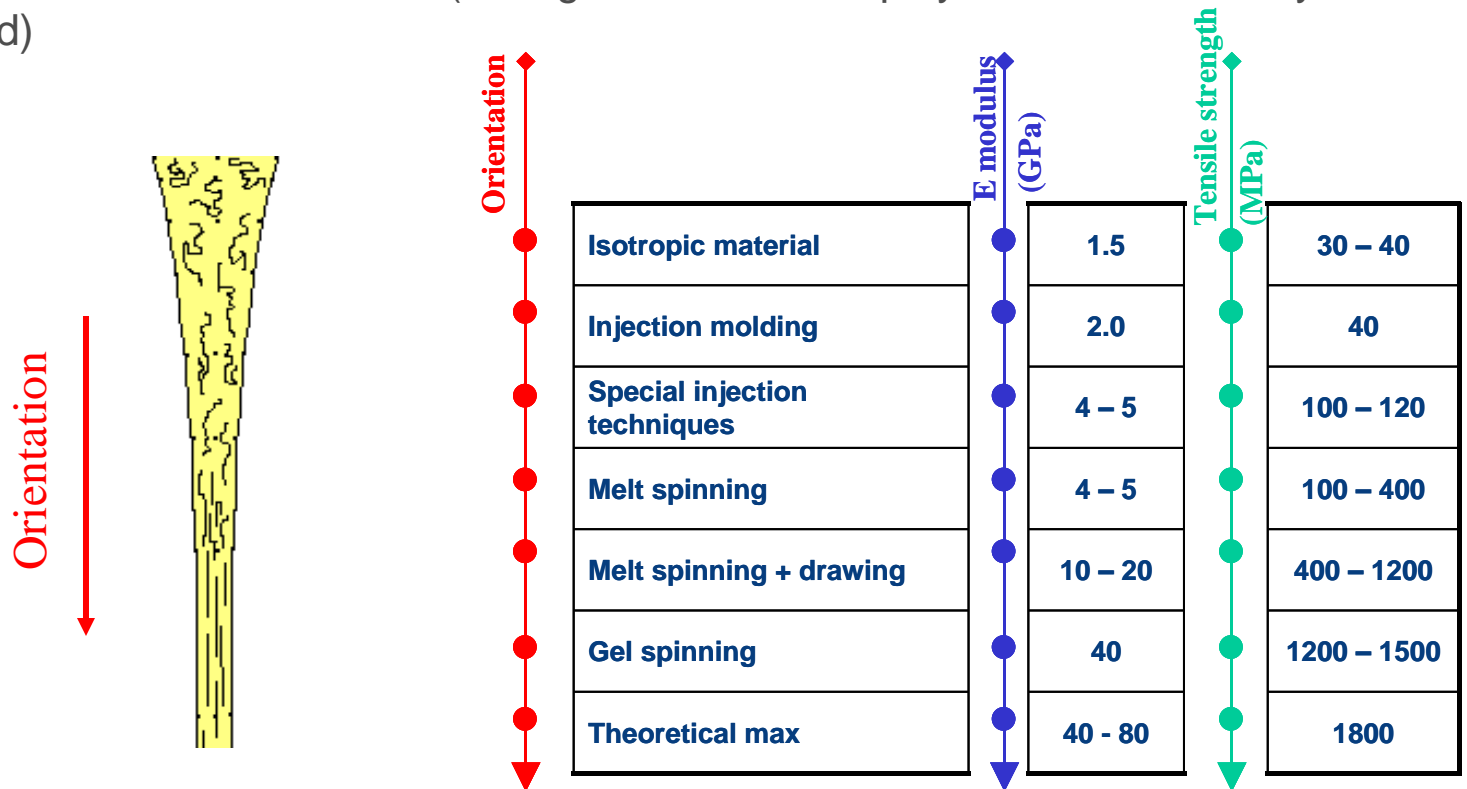 d)
Orientation
Orientation
E modulus
(GPa)
Tensile strength
(MPa)
Isotropic material 1.5 30 – 40
Injection molding 2.0 40
Special injection
techniques 4 – 5 100 – 120
Melt spinning 4 – 5 100 – 400
Melt spinning + drawing 10 – 20 400 – 1200
Gel spinning 40 1200 – 1500
Theoretical max 40 - 80 1800